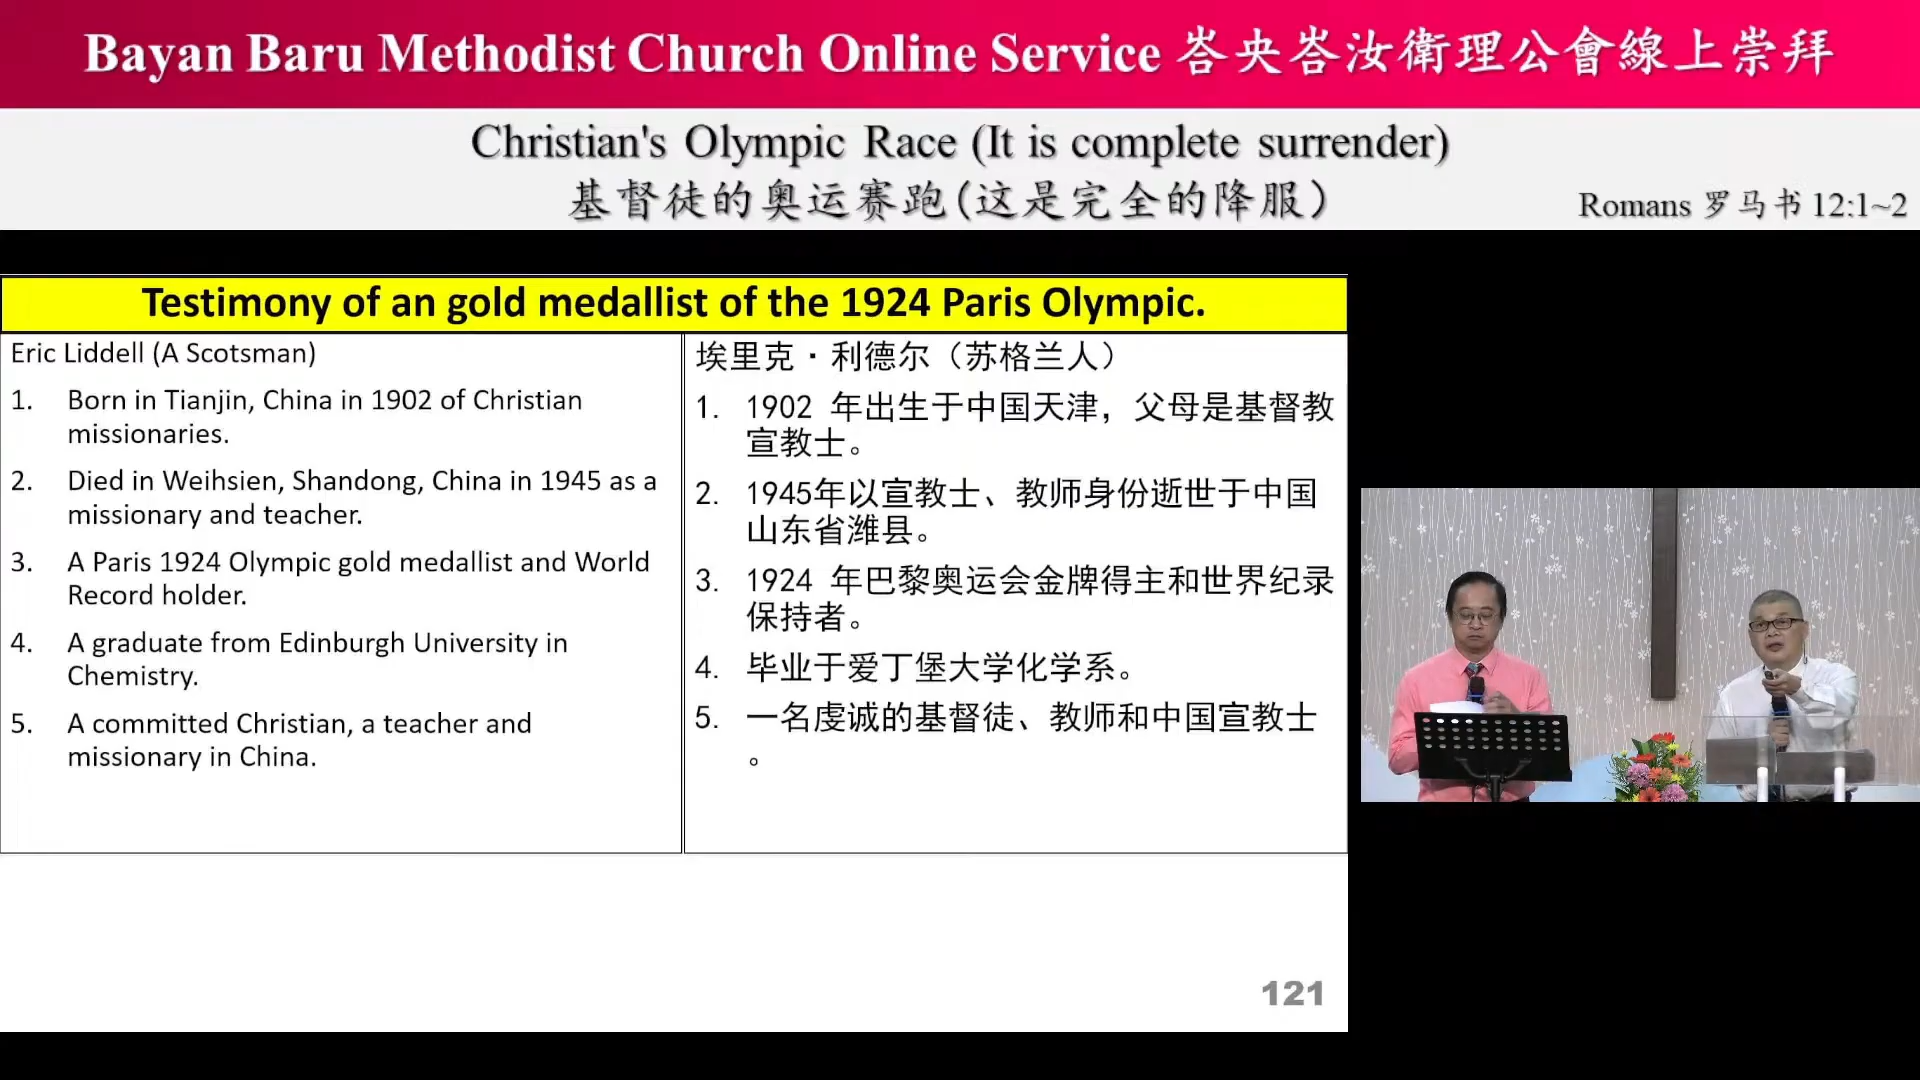 Bayan Baru Methodist Church Online Service 峇央峇汝衛理公會線上崇拜
Christian's Olympic Race (It is complete surrender)
基督徒的奥运赛跑(这是完全的降服)
Romans 罗马书 12:1~2
Testimony of an gold medallist of the 1924 Paris Olympic.
Eric Liddell (A Scotsman)
1. Born in Tianjin, China in 1902 of Christian
missionaries.
2. Died in Weihsien, Shandong, China in 1945 as a
missionary and teacher.
3. A Paris 1924 Olympic gold medallist and World
Record holder.
4. A graduate from Edinburgh University in
Chemistry.
5. A committed Christian, a teacher and
missionary in China.
埃里克·利德尔（苏格兰人）
1. 1902 年出生于中国天津，父母是基督教
宣教士。
2. 1945年以宣教士、教师身份逝世于中国
山东省潍县。
3. 1924 年巴黎奥运会金牌得主和世界纪录
保持者。
4. 毕业于爱丁堡大学化学系。
5. 一名虔诚的基督徒、教师和中国宣教士
。
121